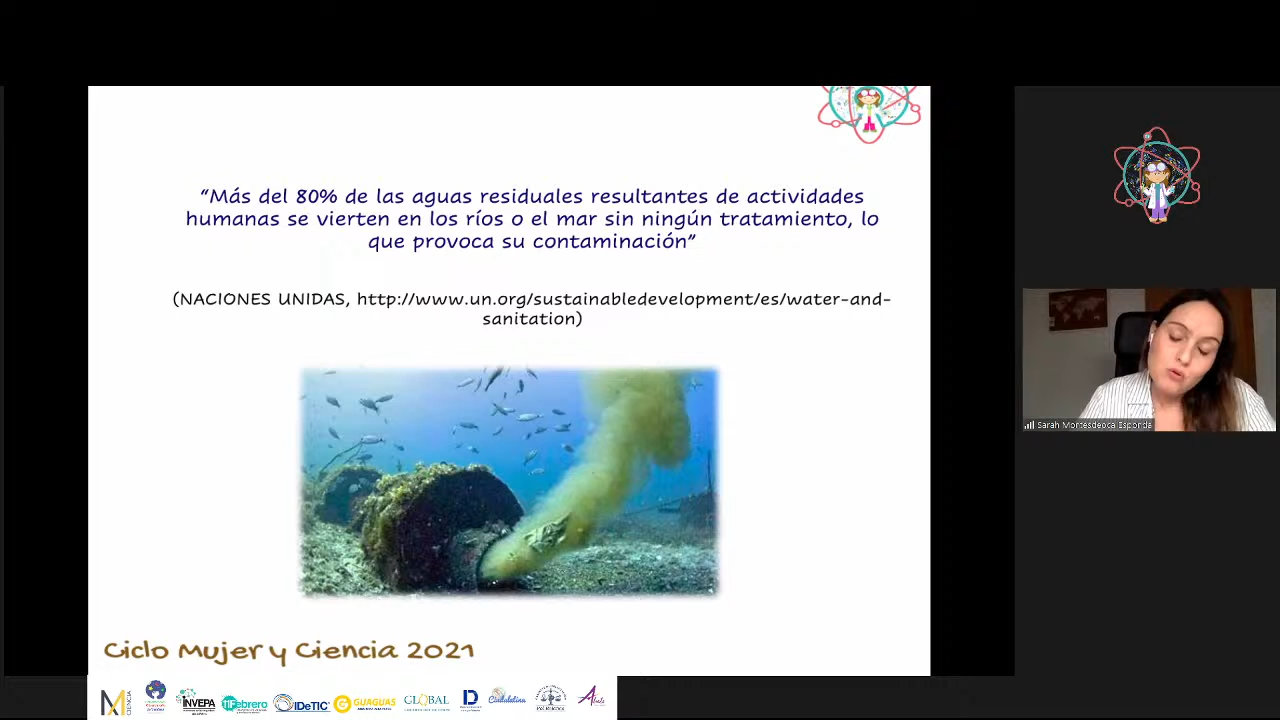 “Más del 80% de las aguas residuales resultantes de actividades
humanas se vierten en los ríos o el mar sin ningún tratamiento, lo
que provoca su contaminación”
(NACIONES UNIDAS, http://www.un.org/sustainabledevelopment/es/water-and-
sanitation)
Sarah Montesdeoca Esponda
Ciclo Mujer y Ciencia 2021
CIENCIA
INVEPA
11Febrero
IDeTIC
GUAGUAS
GLOBAL